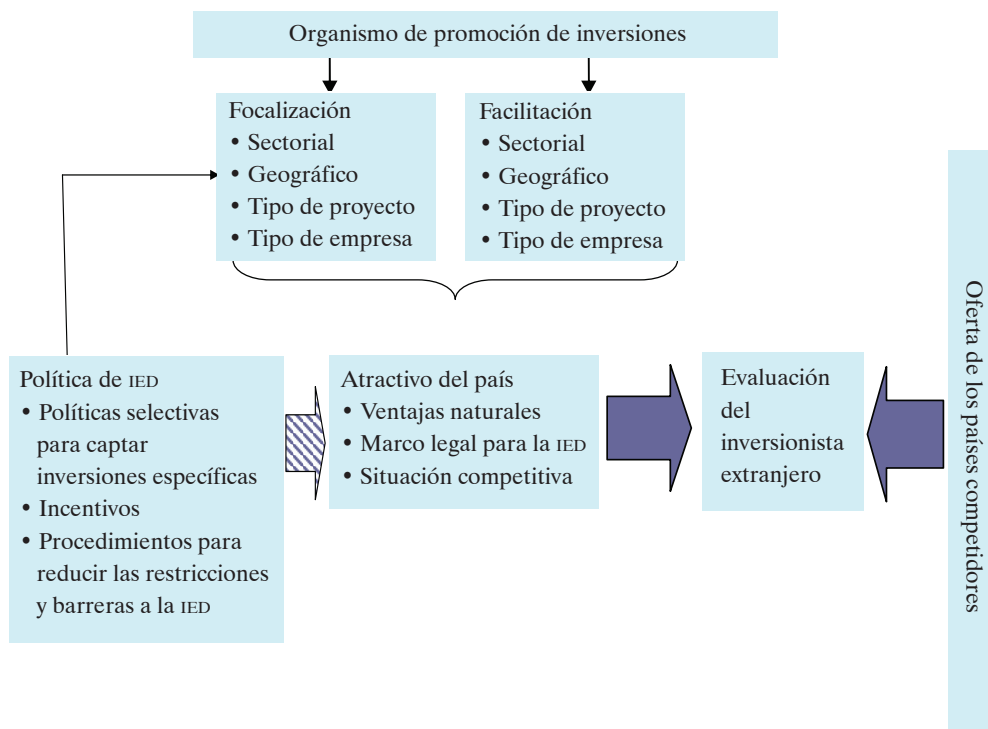 Organismo de promoción de inversiones
Focalización
• Sectorial
• Geográfico
• Tipo de proyecto
• Tipo de empresa
Facilitación
• Sectorial
• Geográfico
• Tipo de proyecto
• Tipo de empresa
Política de IED
• Políticas selectivas
para captar
inversiones específicas
• Incentivos
• Procedimientos para
reducir las restricciones
y barreras a la IED
Atractivo del país
• Ventajas naturales
• Marco legal para la IED
• Situación competitiva
Evaluación
del
inversionista
extranjero
Oferta de los países competidores